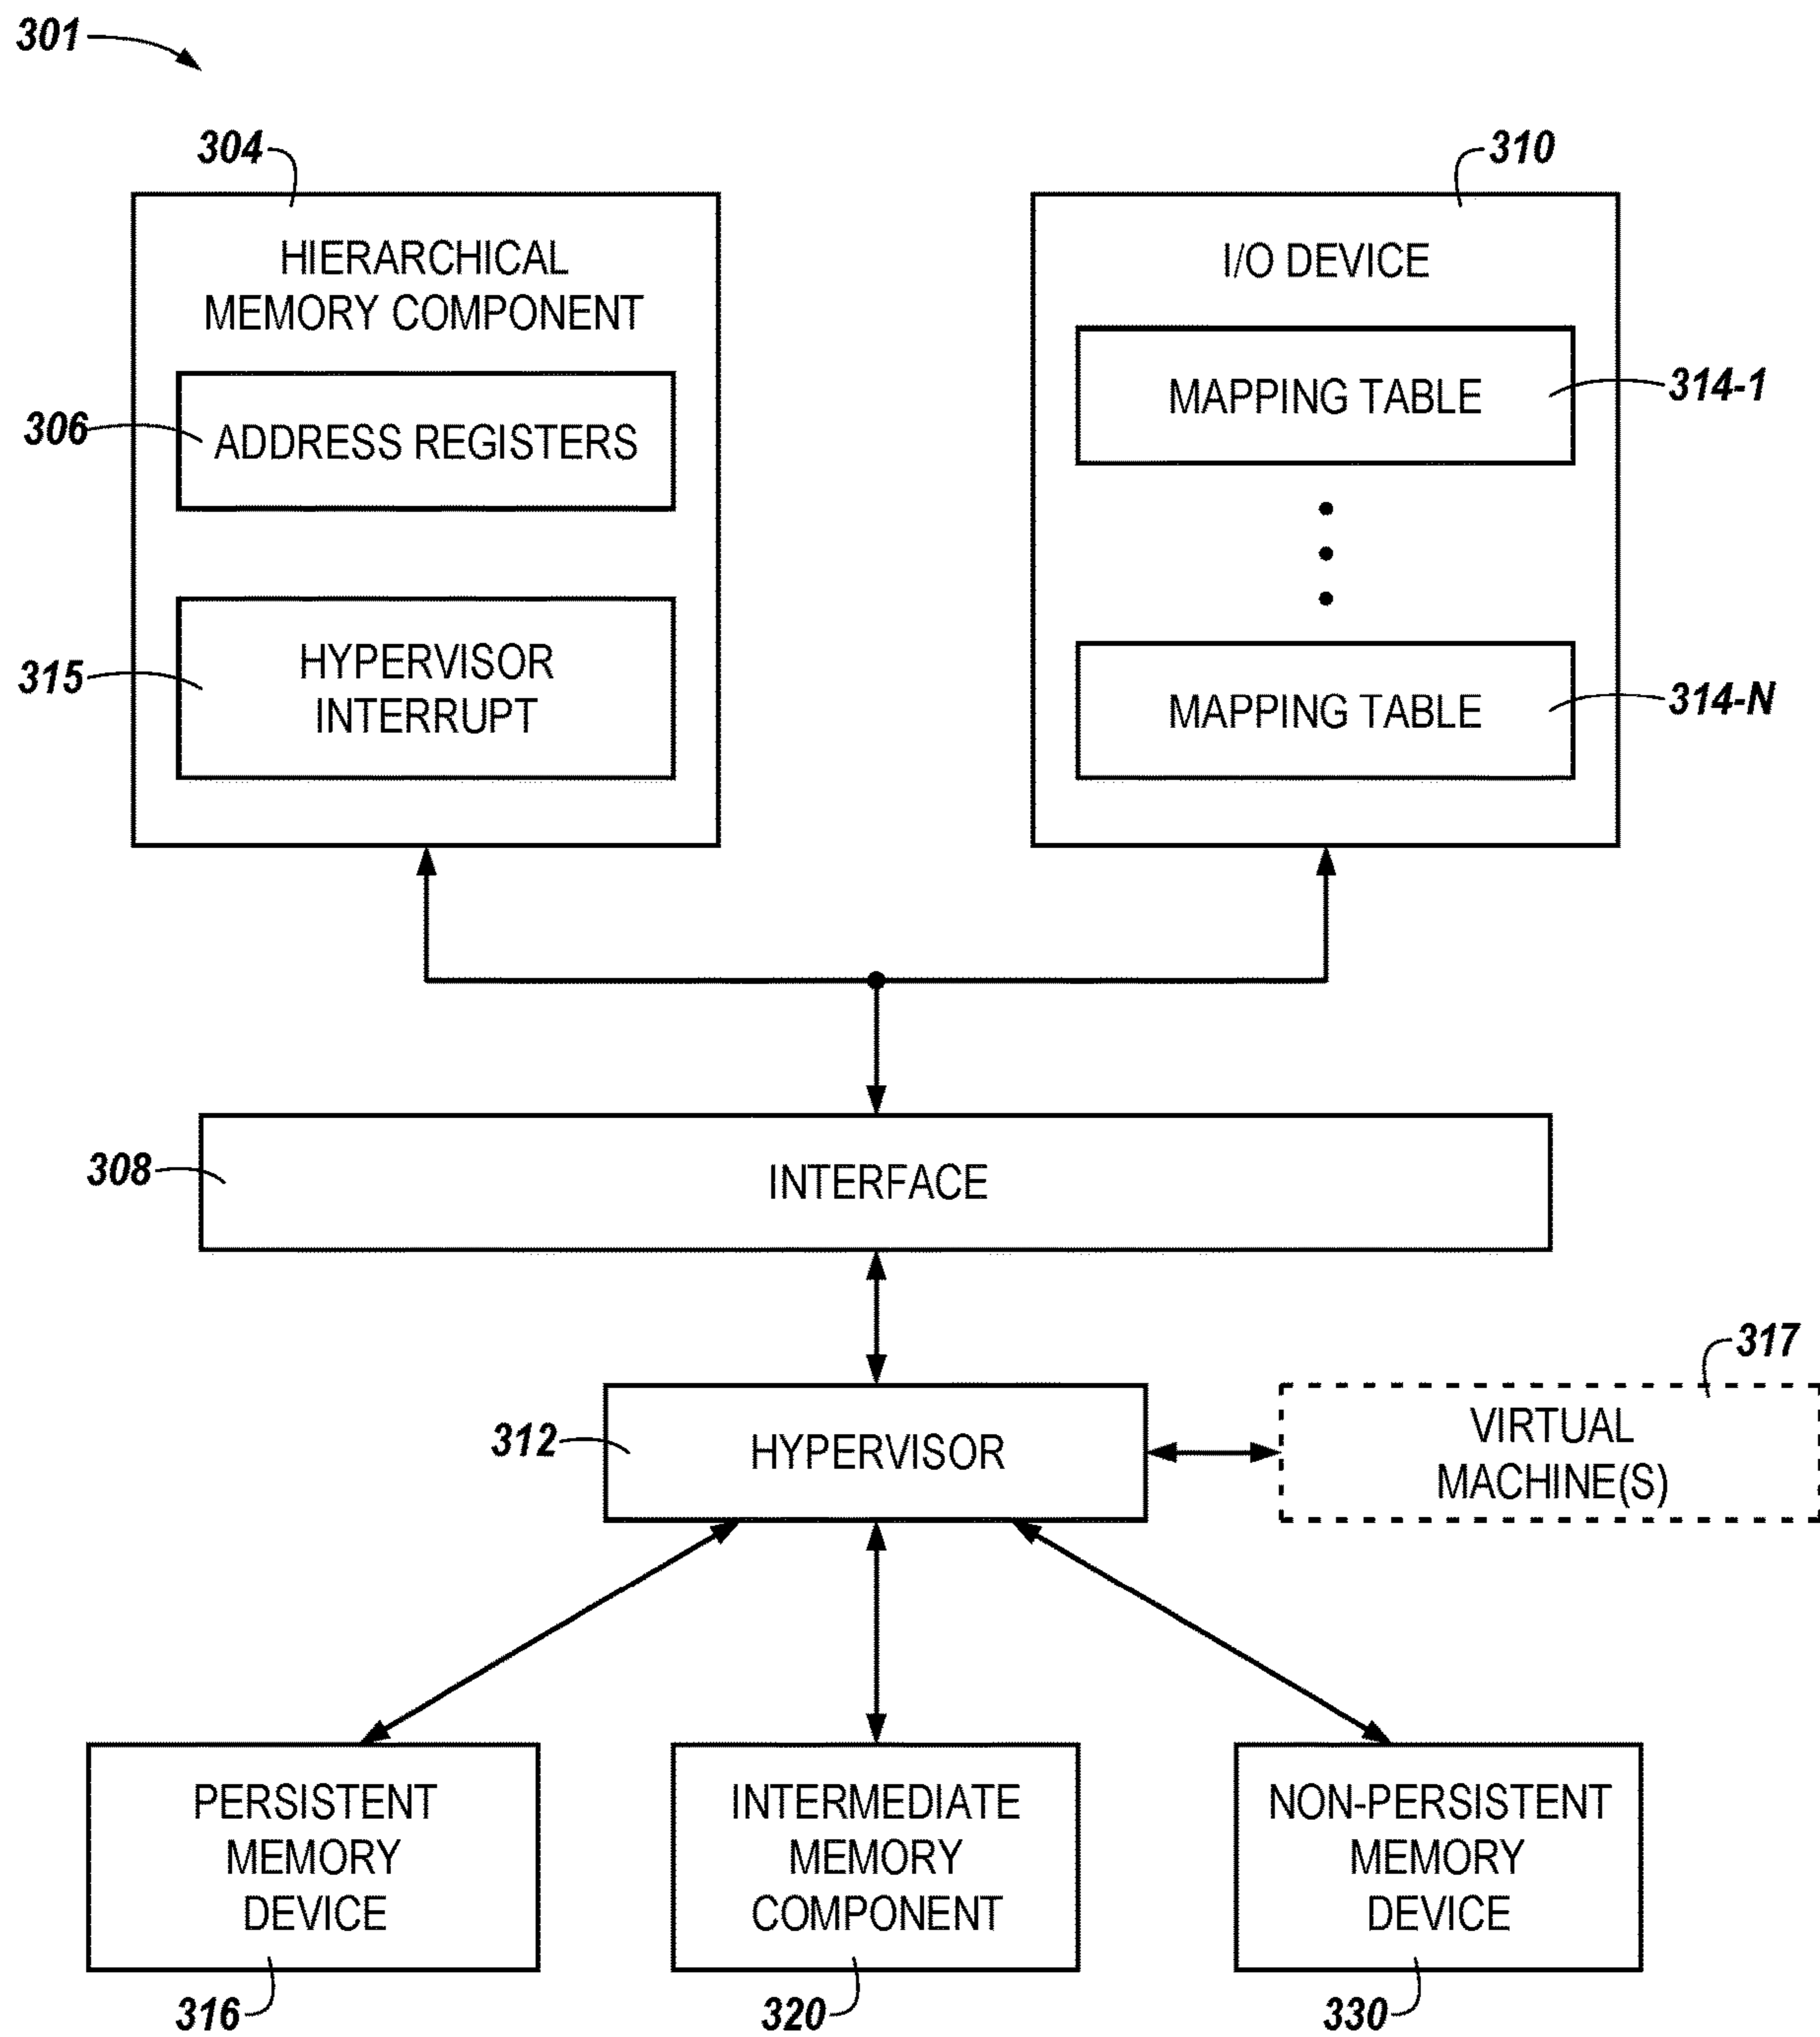 301
304
310
HIERARCHICAL
MEMORY COMPONENT
I/O DEVICE
306
ADDRESS REGISTERS
MAPPING TABLE
314-1
315
HYPERVISOR
INTERRUPT
MAPPING TABLE
314-N
308
INTERFACE
317
312
HYPERVISOR
VIRTUAL
MACHINE(S)
PERSISTENT
MEMORY
DEVICE
INTERMEDIATE
MEMORY
COMPONENT
NON-PERSISTENT
MEMORY
DEVICE
316
320
330